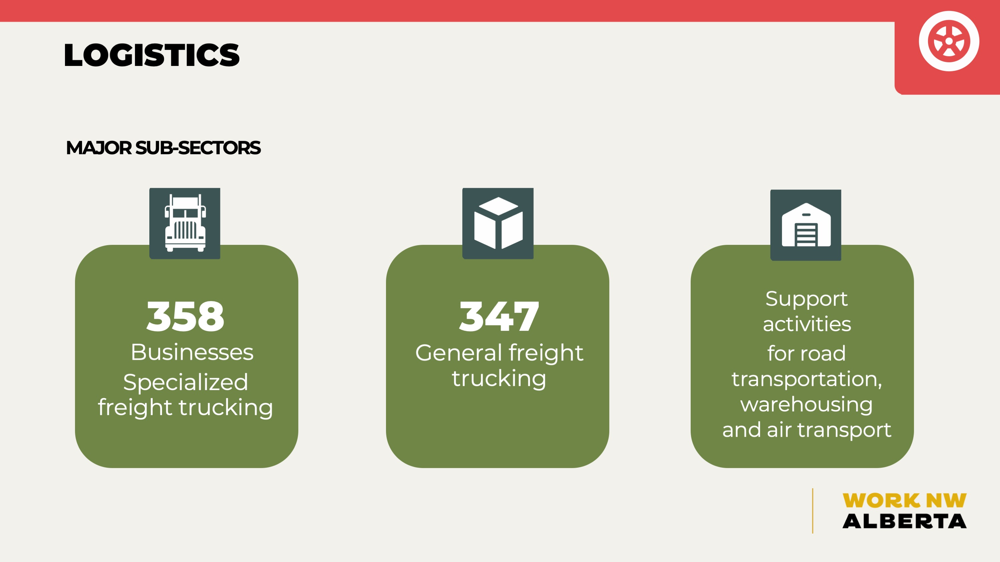 LOGISTICS
MAJOR SUB-SECTORS
358
Businesses
Specialized
freight trucking
347
General freight
trucking
Support
activities
for road
transportation,
warehousing
and air transport
WORK NW
ALBERTA